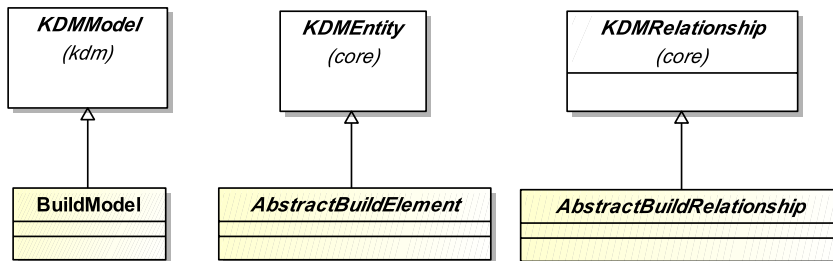 KDMModel
(kdm)
KDMEntity
(core)
KDMRelationship
(core)
BuildModel
AbstractBuildElement
AbstractBuildRelationship